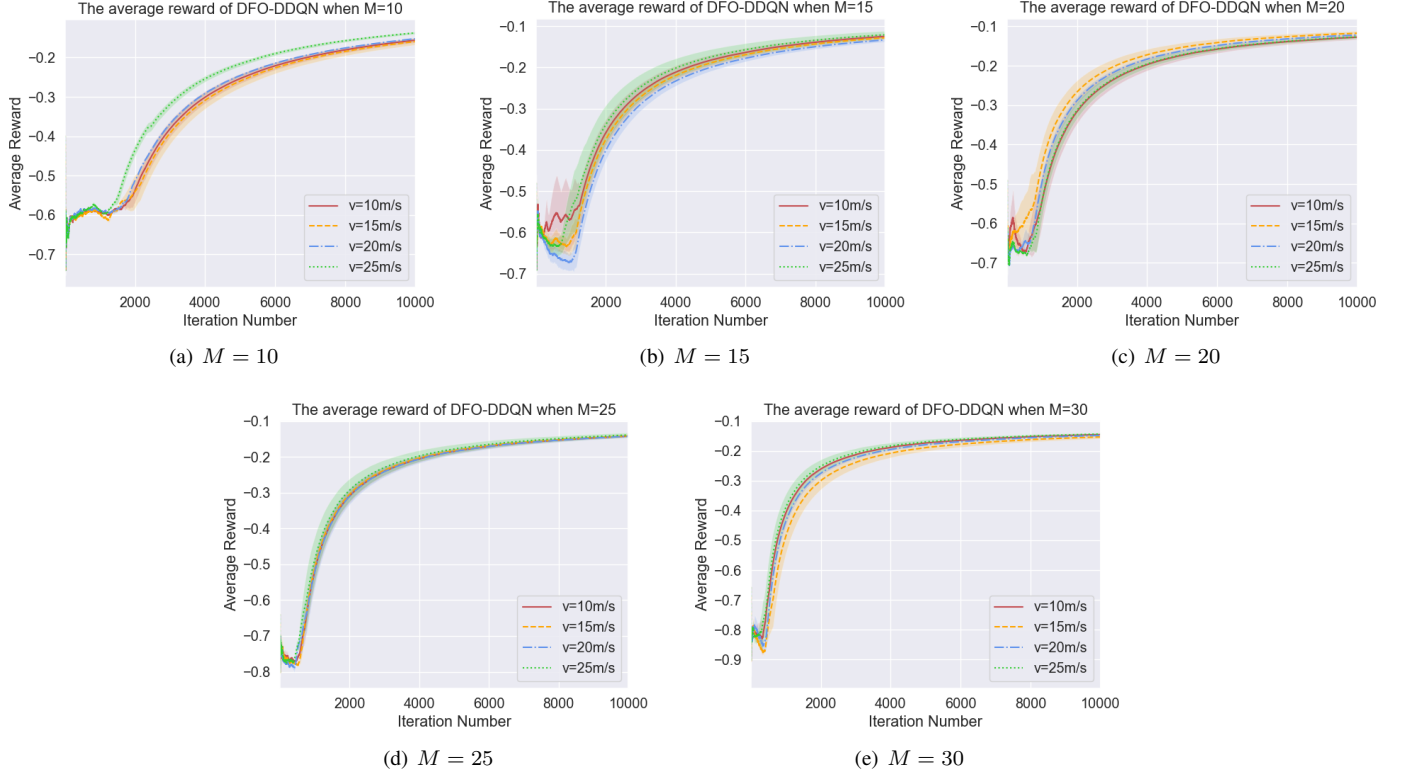 The average reward of DFO-DDQN when M=10
−0.2
−0.3
−0.4
−0.5
−0.6
−0.7
Average Reward
v=10m/s
v=15m/s
v=20m/s
v=25m/s
2000 4000 6000 8000 10000
Iteration Number
(a) M = 10
The average reward of DFO-DDQN when M=15
−0.1
−0.2
−0.3
−0.4
−0.5
−0.6
−0.7
Average Reward
v=10m/s
v=15m/s
v=20m/s
v=25m/s
2000 4000 6000 8000 10000
Iteration Number
(b) M = 15
The average reward of DFO-DDQN when M=20
−0.1
−0.2
−0.3
−0.4
−0.5
−0.6
−0.7
Average Reward
v=10m/s
v=15m/s
v=20m/s
v=25m/s
2000 4000 6000 8000 10000
Iteration Number
(c) M = 20
The average reward of DFO-DDQN when M=25
−0.1
−0.2
−0.3
−0.4
−0.5
−0.6
−0.7
−0.8
Average Reward
v=10m/s
v=15m/s
v=20m/s
v=25m/s
2000 4000 6000 8000 10000
Iteration Number
(d) M = 25
The average reward of DFO-DDQN when M=30
−0.1
−0.2
−0.3
−0.4
−0.5
−0.6
−0.7
−0.8
−0.9
Average Reward
v=10m/s
v=15m/s
v=20m/s
v=25m/s
2000 4000 6000 8000 10000
Iteration Number
(e) M = 30